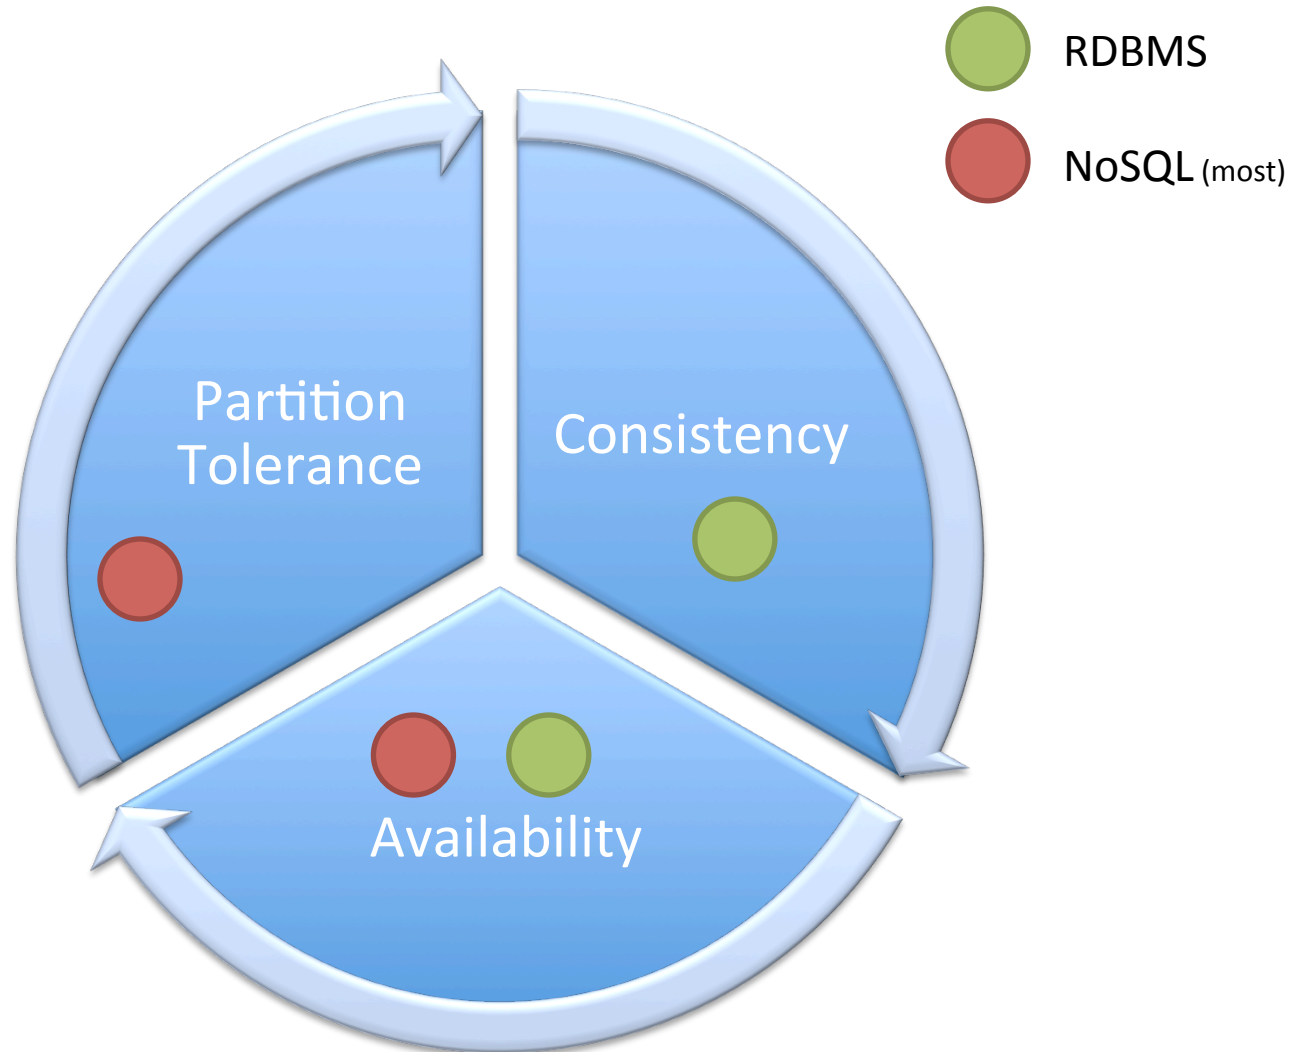 RDBMS
NoSQL (most)
Partition
Tolerance
Consistency
Availability